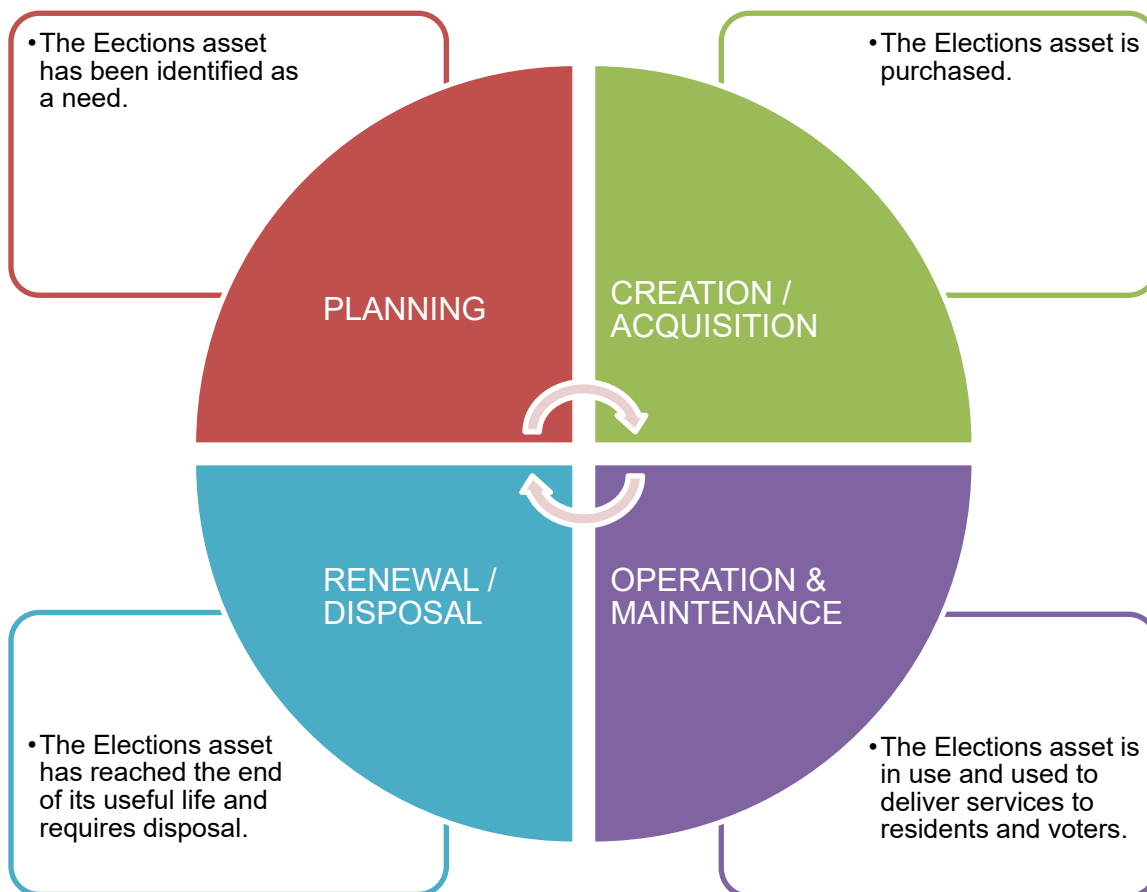 •The Eections asset
has been identified as
a need.
•The Elections asset is
purchased.
PLANNING
CREATION /
ACQUISITION
RENEWAL /
DISPOSAL
OPERATION &
MAINTENANCE
•The Elections asset
has reached the end
of its useful life and
requires disposal.
•The Elections asset is
in use and used to
deliver services to
residents and voters.